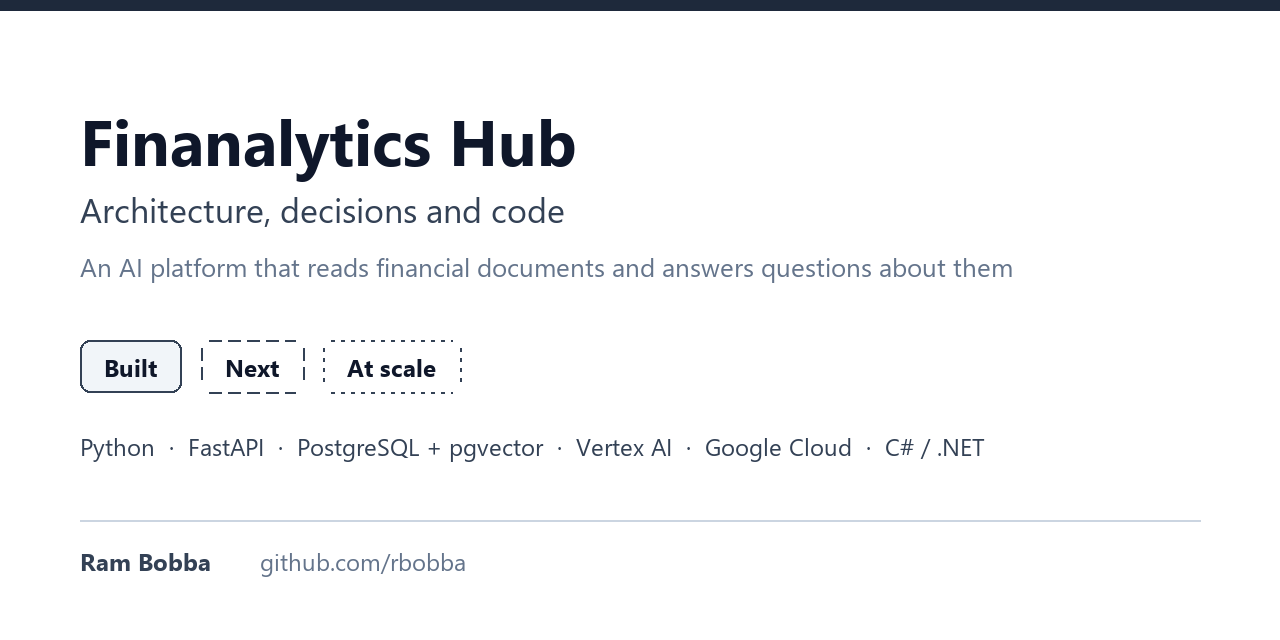 Finanalytics Hub
Architecture, decisions and code
An AI platform that reads financial documents and answers questions about them
Built Next At scale
Python · FastAPI · PostgreSQL + pgvector · Vertex AI · Google Cloud · C# / .NET
Ram Bobba github.com/rbobba